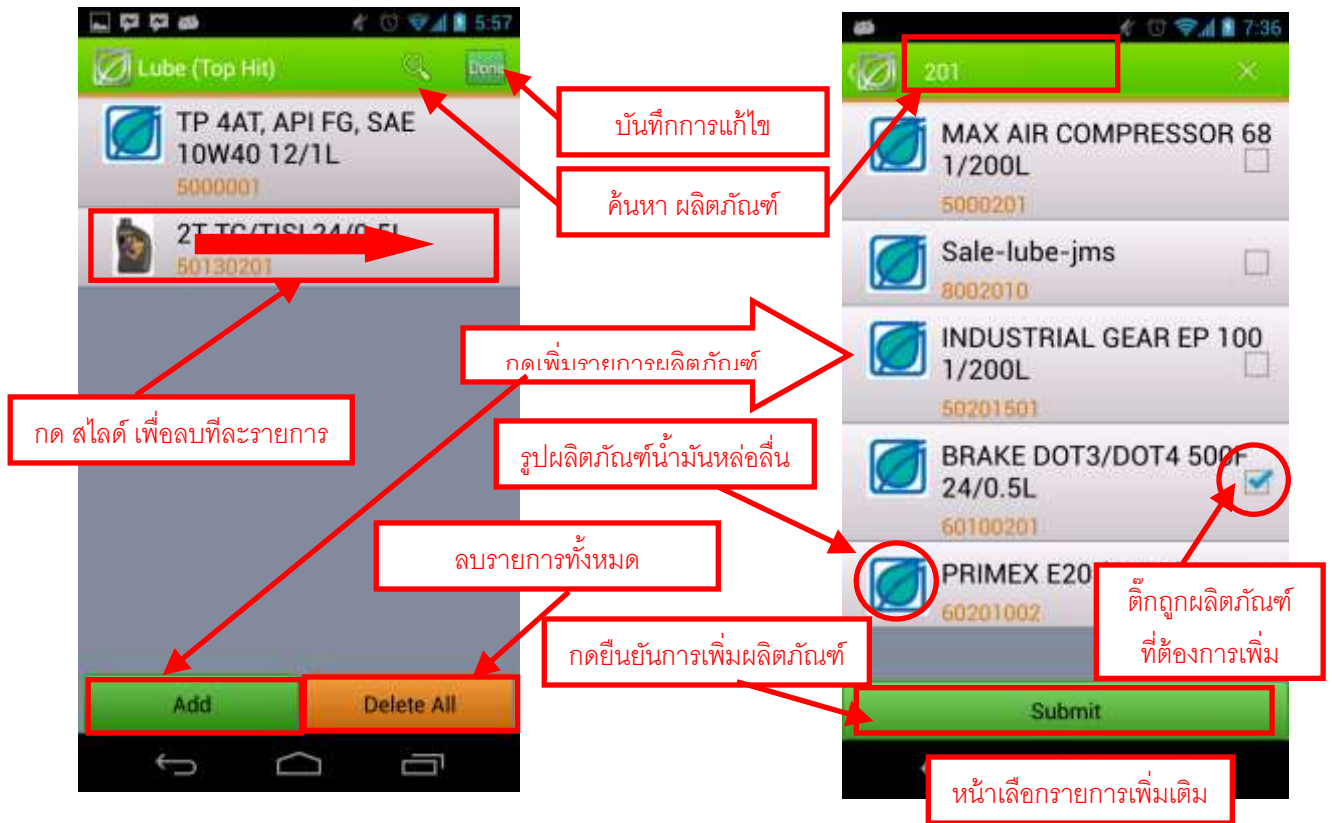 5:57
Lube (Top Hit)
Done
TP 4AT, API FG, SAE
10W40 12/1L
5000001
2T TC/TISI 24/0.5L
50130201
Add
Delete All
บันทึกการแก้ไข
ค้นหา ผลิตภัณฑ์
กดเพิ่มรายการผลิตภัณฑ์
กด สไลด์ เพื่อลบทีละรายการ
รูปผลิตภัณฑ์น้ำมันหล่อลื่น
ลบรายการทั้งหมด
กดยืนยันการเพิ่มผลิตภัณฑ์
7:36
201
MAX AIR COMPRESSOR 68
1/200L
5000201
Sale-lube-jms
8002010
INDUSTRIAL GEAR EP 100
1/200L
50201501
BRAKE DOT3/DOT4 500F
24/0.5L
60100201
PRIMEX E20
60201002
ติ๊กถูกผลิตภัณฑ์
ที่ต้องการเพิ่ม
Submit
หน้าเลือกรายการเพิ่มเติม